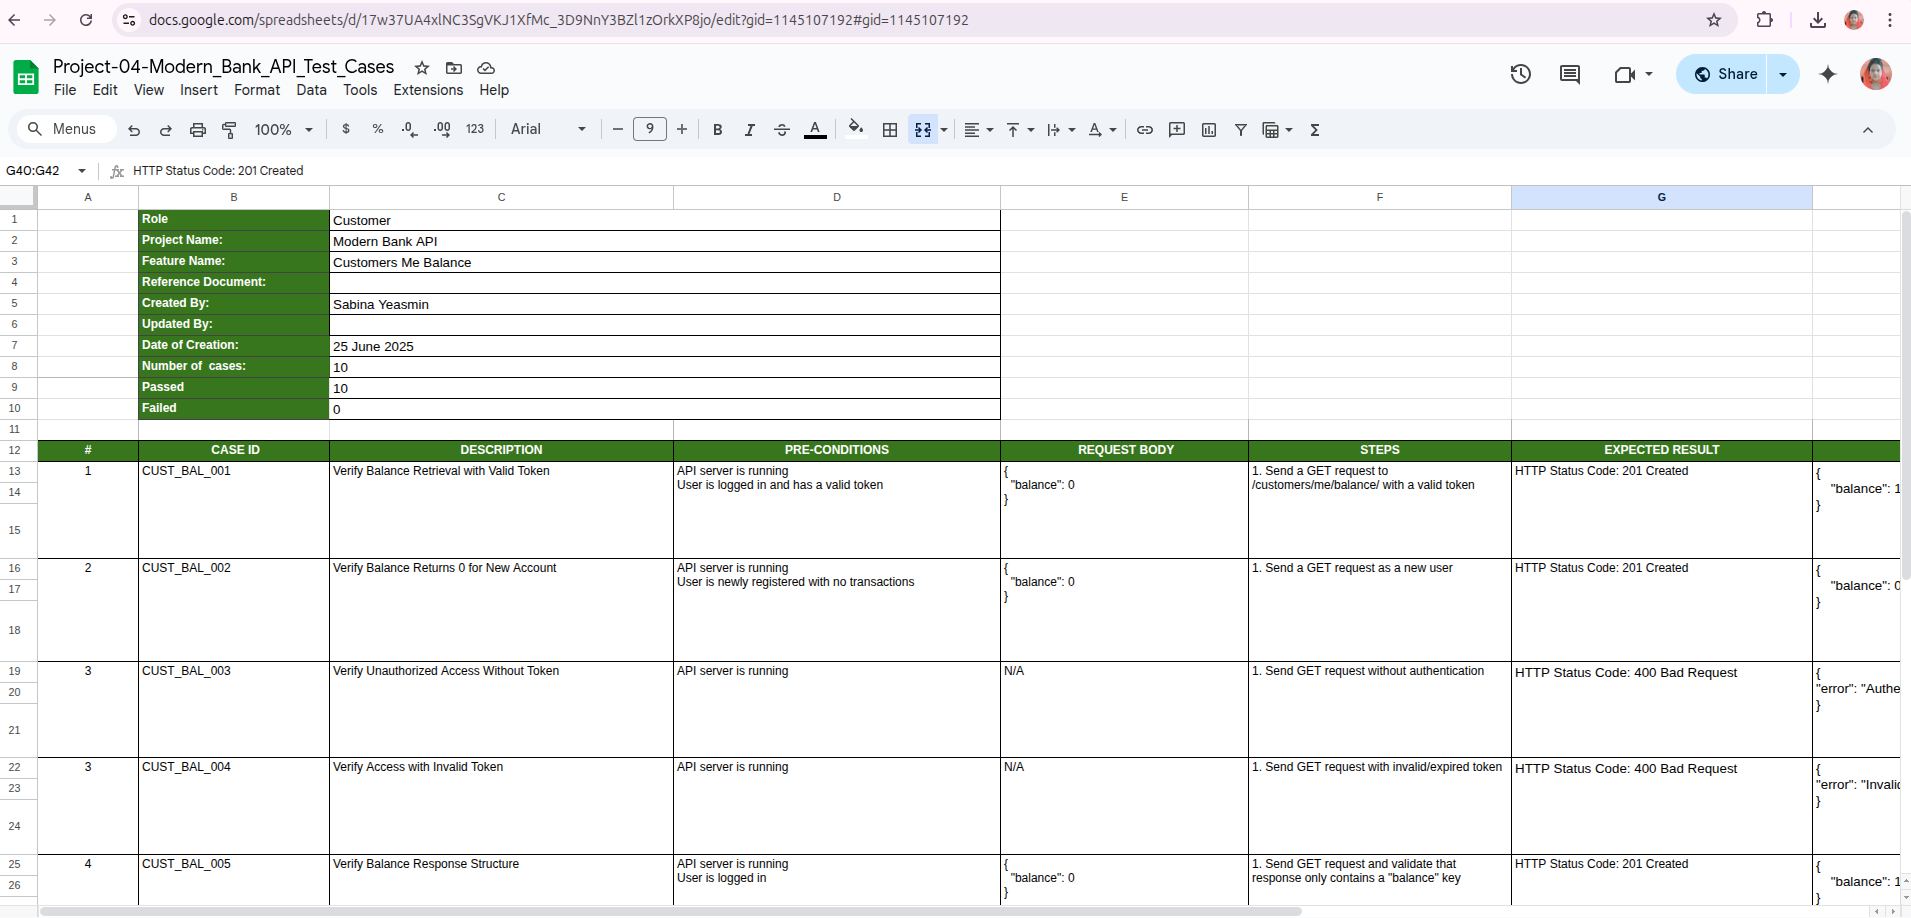 docs.google.com/spreadsheets/d/17w37UA4xlNC3SgVKJ1XfMc_3D9NnY3BZl1zOrkXP8jo/edit?gid=1145107192#gid=1145107192
Project-04-Modern_Bank_API_Test_Cases
File Edit View Insert Format Data Tools Extensions Help
Share
Menus 100% $ % .0 .00 123 Arial 9 B I A
G40:G42 fx HTTP Status Code: 201 Created
A B C D E F G
1 Role Customer
2 Project Name: Modern Bank API
3 Feature Name: Customers Me Balance
4 Reference Document:
5 Created By: Sabina Yeasmin
6 Updated By:
7 Date of Creation: 25 June 2025
8 Number of  cases: 10
9 Passed 10
10 Failed 0
11
12 # CASE ID DESCRIPTION PRE-CONDITIONS REQUEST BODY STEPS EXPECTED RESULT
13 1 CUST_BAL_001 Verify Balance Retrieval with Valid Token API server is running { 1. Send a GET request to HTTP Status Code: 201 Created {
14 User is logged in and has a valid token "balance": 0 /customers/me/balance/ with a valid token "balance": 1
} }
15
16 2 CUST_BAL_002 Verify Balance Returns 0 for New Account API server is running { 1. Send a GET request as a new user HTTP Status Code: 201 Created {
17 User is newly registered with no transactions "balance": 0 "balance": 0
} }
18
19 3 CUST_BAL_003 Verify Unauthorized Access Without Token API server is running N/A 1. Send GET request without authentication HTTP Status Code: 400 Bad Request {
20 "error": "Authe
}
21
22 3 CUST_BAL_004 Verify Access with Invalid Token API server is running N/A 1. Send GET request with invalid/expired token HTTP Status Code: 400 Bad Request {
23 "error": "Invalid
}
24
25 4 CUST_BAL_005 Verify Balance Response Structure API server is running { 1. Send GET request and validate that HTTP Status Code: 201 Created {
26 User is logged in "balance": 0 response only contains a "balance" key "balance": 1
} }